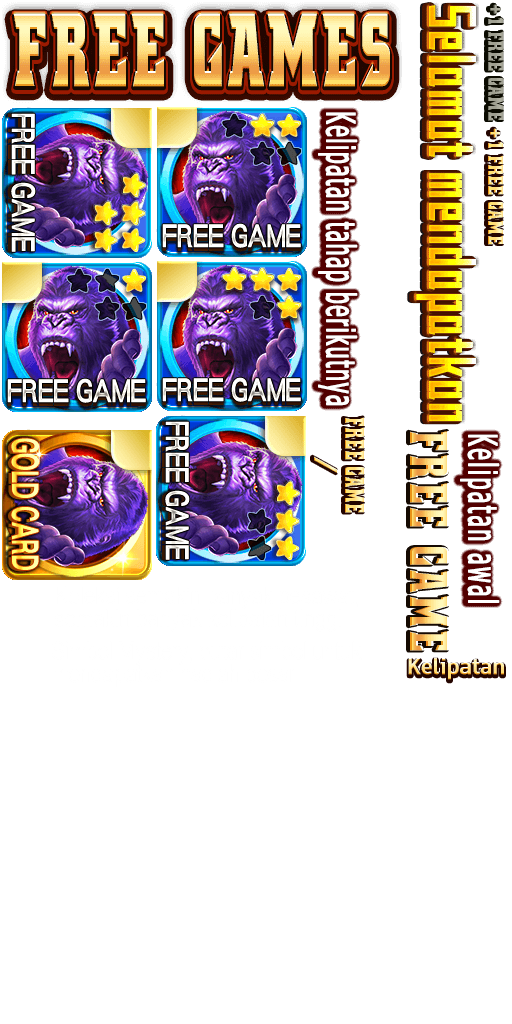 FREE GAMES
FREE GAME
FREE GAME
FREE GAME
FREE GAME
GOLD CARD
FREE GAME
Kelipatan tahap berikutnya
FREE GAME
/
Selamat mendapatkan
+1 FREE GAME
+1 FREE GAME
FREE GAME
Kelipatan awal
Kelipatan